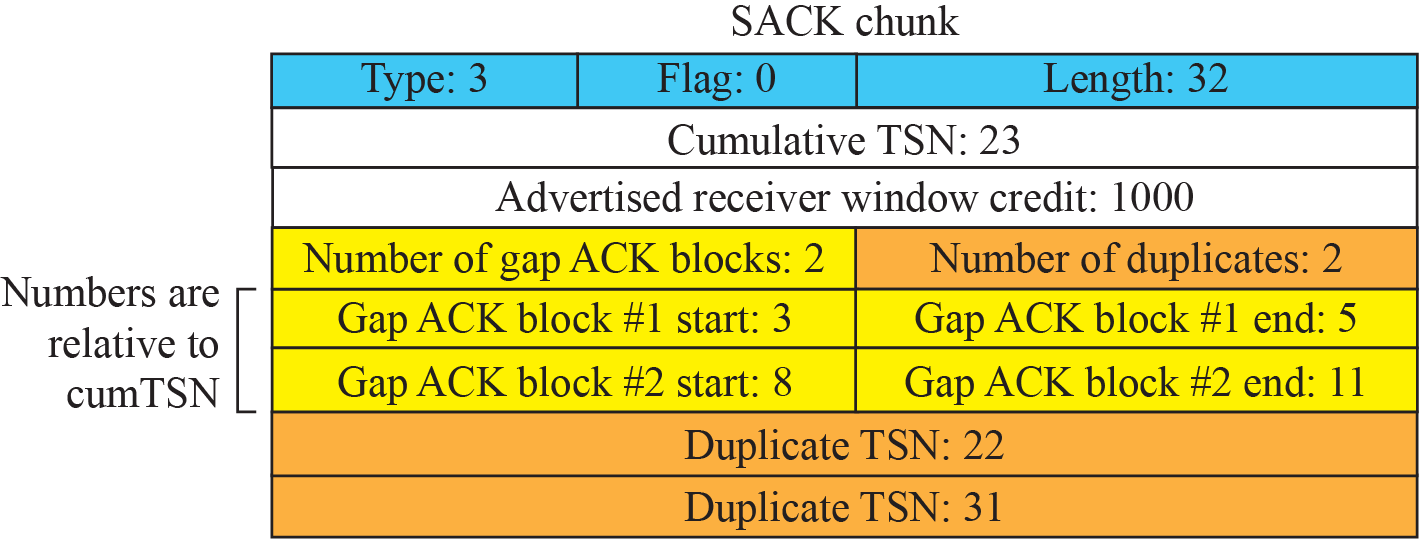 SACK chunk
Type: 3 Flag: 0 Length: 32
Cumulative TSN: 23
Advertised receiver window credit: 1000
Number of gap ACK blocks: 2 Number of duplicates: 2
Numbers are
relative to
cumTSN
Gap ACK block #1 start: 3 Gap ACK block #1 end: 5
Gap ACK block #2 start: 8 Gap ACK block #2 end: 11
Duplicate TSN: 22
Duplicate TSN: 31